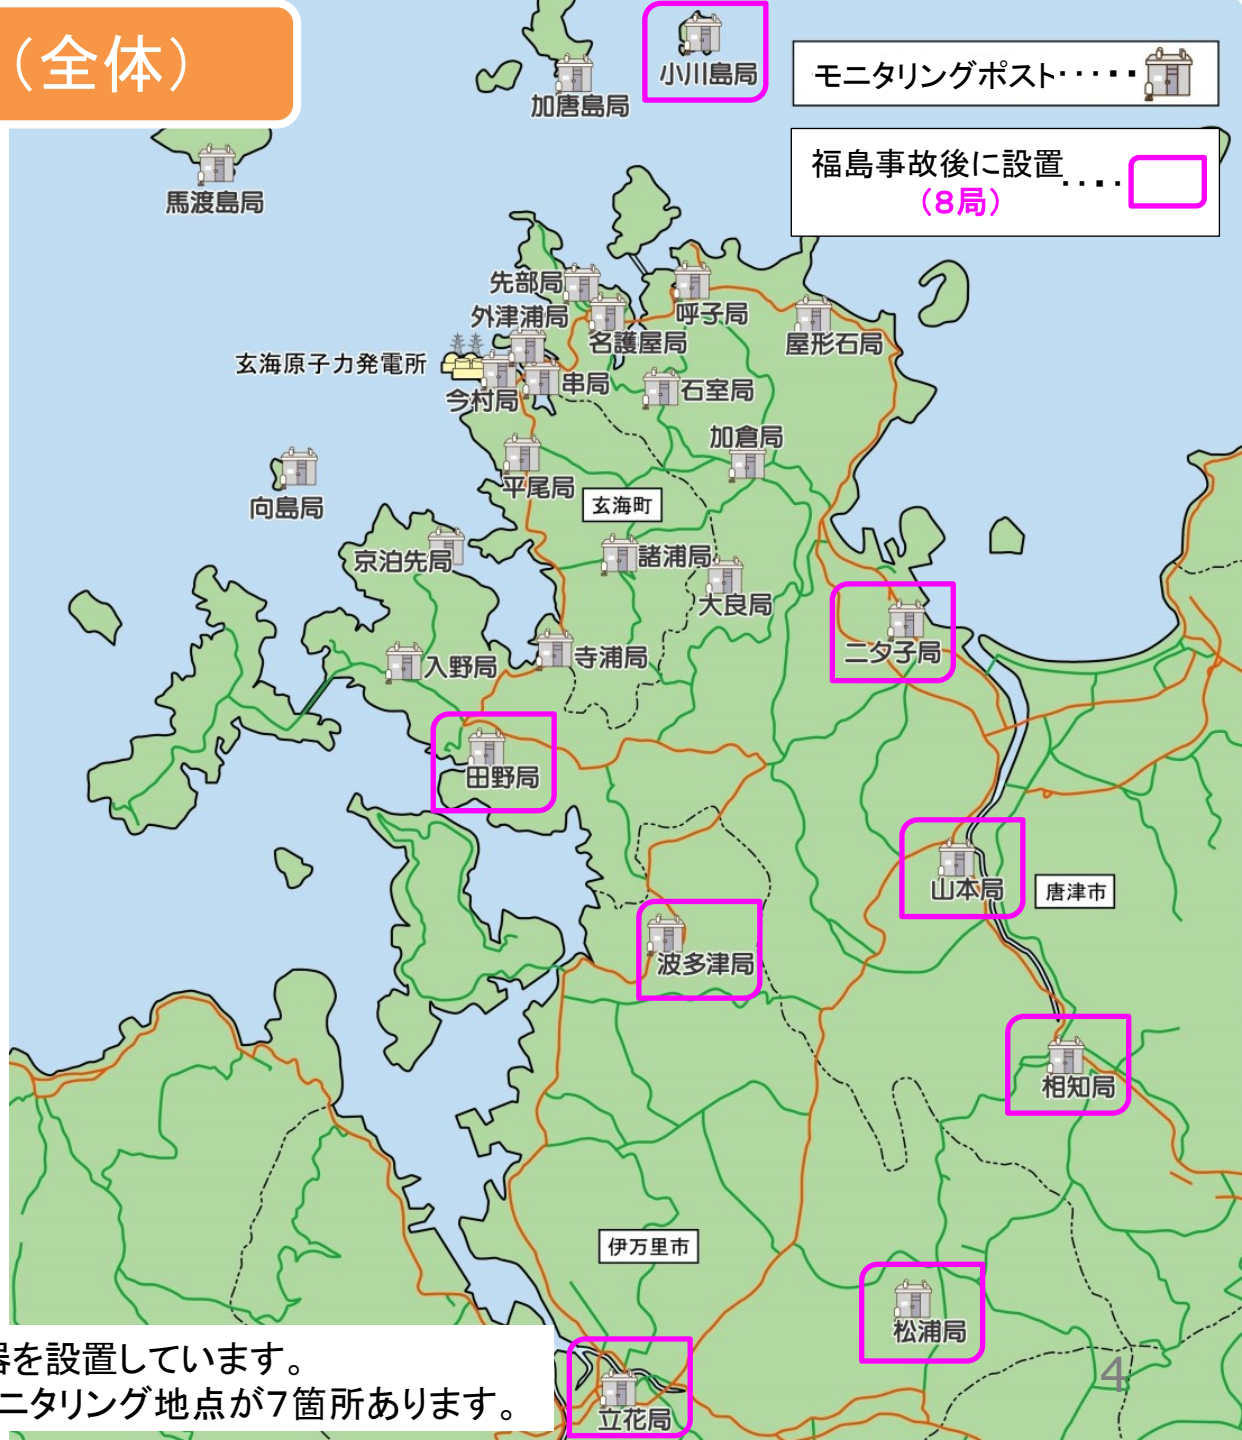 （全体）
小川島局
加唐島局
モニタリングポスト・・・・・
馬渡島局
福島事故後に設置・・・・
（８局）
先部局
外津浦局
名護屋局
呼子局
屋形石局
玄海原子力発電所
今村局
串局
石室局
加倉局
平尾局
玄海町
向島局
京泊先局
諸浦局
大良局
二タ子局
入野局
寺浦局
田野局
山本局
唐津市
波多津局
相知局
伊万里市
松浦局
器を設置しています。
ニタリング地点が７箇所あります。
立花局
4